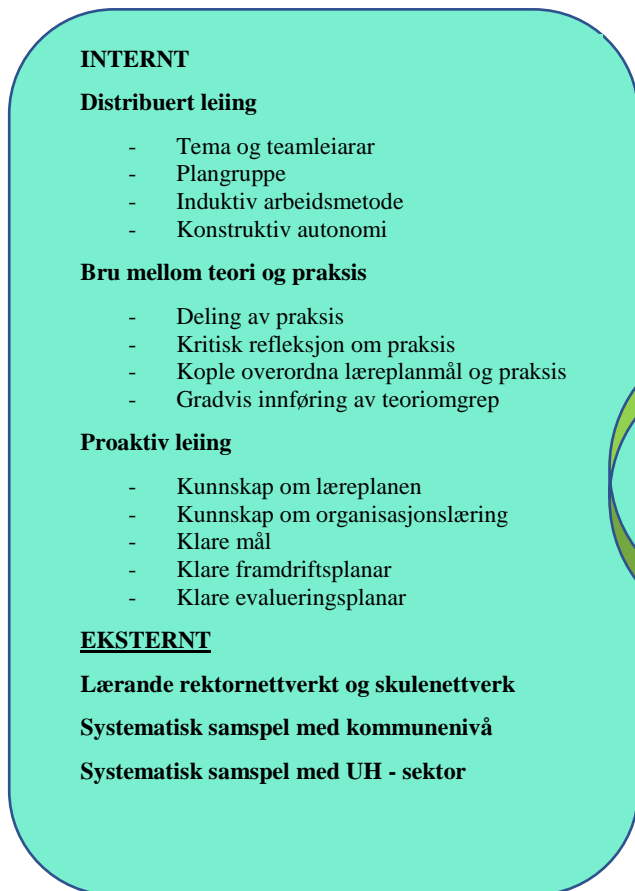 INTERNT
Distribuert leiing
- Tema og teamleiarar
- Plangruppe
- Induktiv arbeidsmetode
- Konstruktiv autonomi
Bru mellom teori og praksis
- Deling av praksis
- Kritisk refleksjon om praksis
- Kople overordna læreplanmål og praksis
- Gradvis innføring av teoriomgrep
Proaktiv leiing
- Kunnskap om læreplanen
- Kunnskap om organisasjonslæring
- Klare mål
- Klare framdriftsplanar
- Klare evalueringsplanar
EKSTERNT
Lærande rektornettverkt og skulenettverk
Systematisk samspel med kommunenivå
Systematisk samspel med UH - sektor